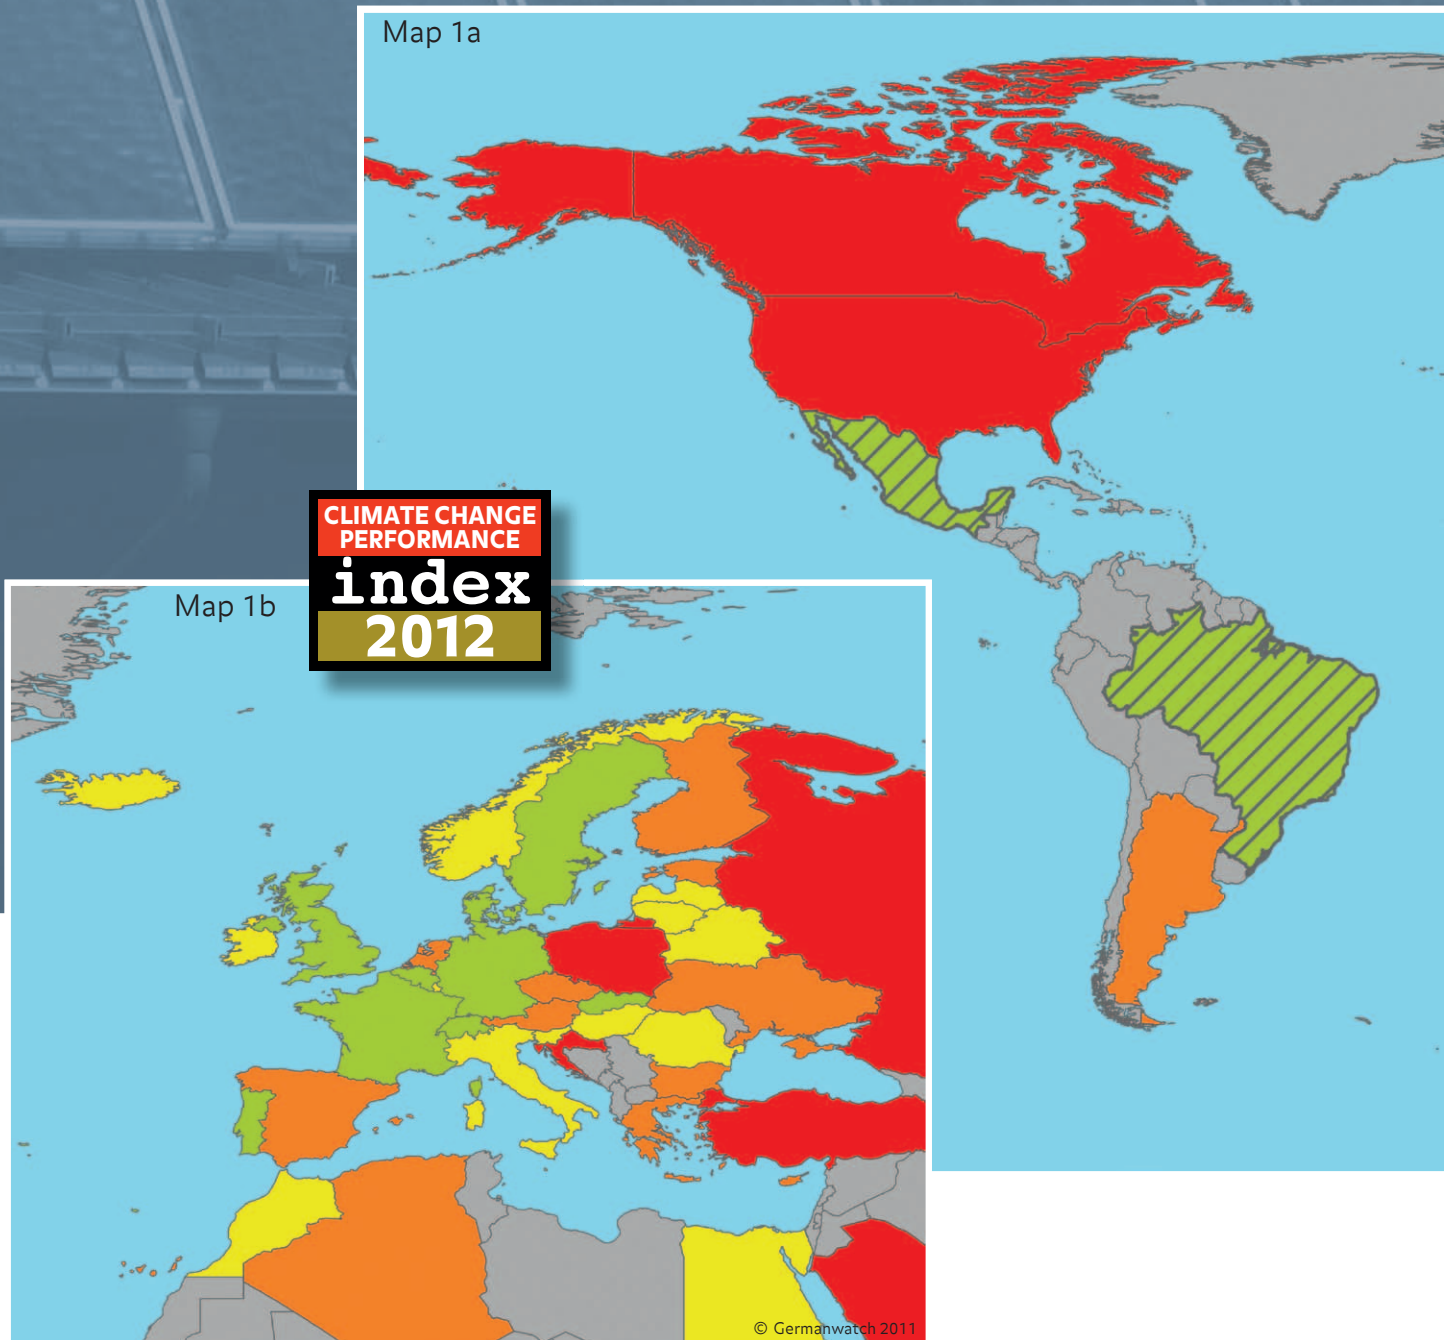 Map 1a
CLIMATE CHANGE
PERFORMANCE
index
2012
Map 1b
© Germanwatch 2011